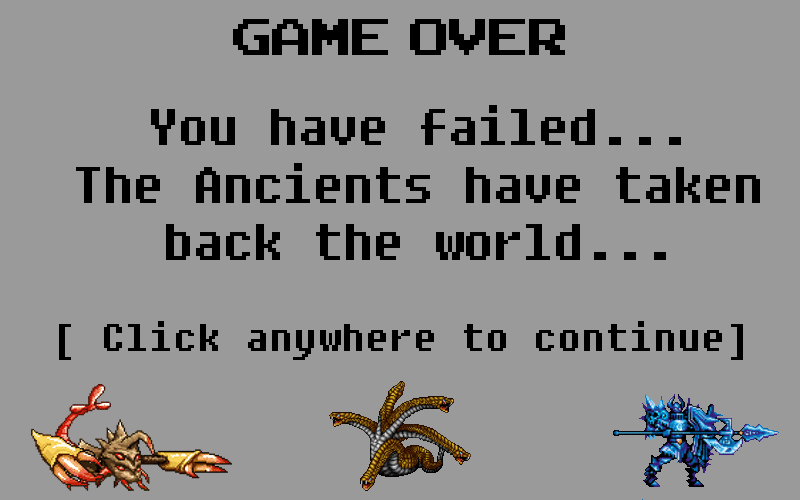 GAME OVER
You have failed...
The Ancients have taken
back the world...
[ Click anywhere to continue]